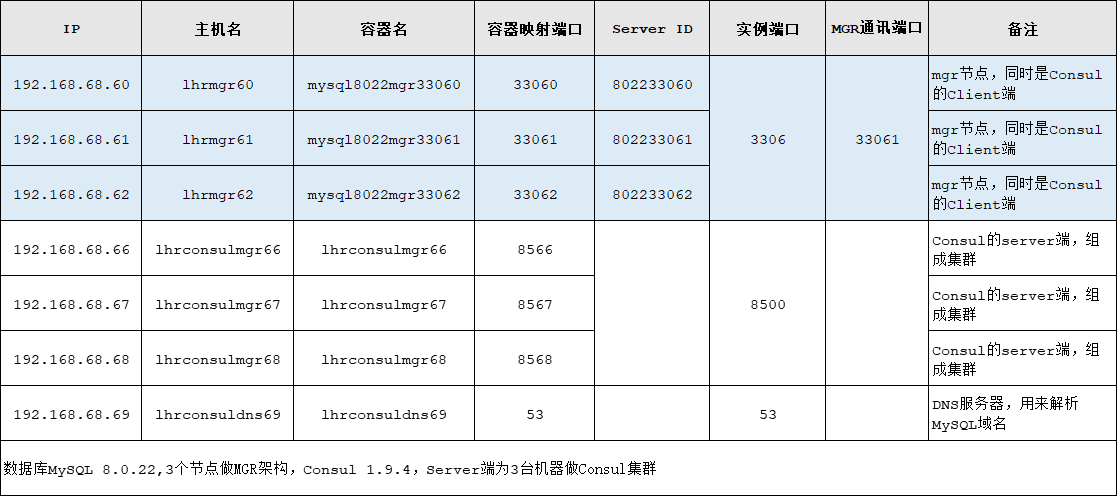 IP 主机名 容器名 容器映射端口 Server ID 实例端口 MGR通讯端口 备注
192.168.68.60 lhrmgr60 mysql8022mgr33060 33060 802233060 mgr节点，同时是Consul
的Client端
192.168.68.61 lhrmgr61 mysql8022mgr33061 33061 802233061 3306 33061 mgr节点，同时是Consul
的Client端
192.168.68.62 lhrmgr62 mysql8022mgr33062 33062 802233062 mgr节点，同时是Consul
的Client端
192.168.68.66 lhrconsulmgr66 lhrconsulmgr66 8566 Consul的server端，组
成集群
192.168.68.67 lhrconsulmgr67 lhrconsulmgr67 8567 8500 Consul的server端，组
成集群
192.168.68.68 lhrconsulmgr68 lhrconsulmgr68 8568 Consul的server端，组
成集群
192.168.68.69 lhrconsuldns69 lhrconsuldns69 53 53 DNS服务器，用来解析
MySQL域名
数据库MySQL 8.0.22,3个节点做MGR架构，Consul 1.9.4，Server端为3台机器做Consul集群